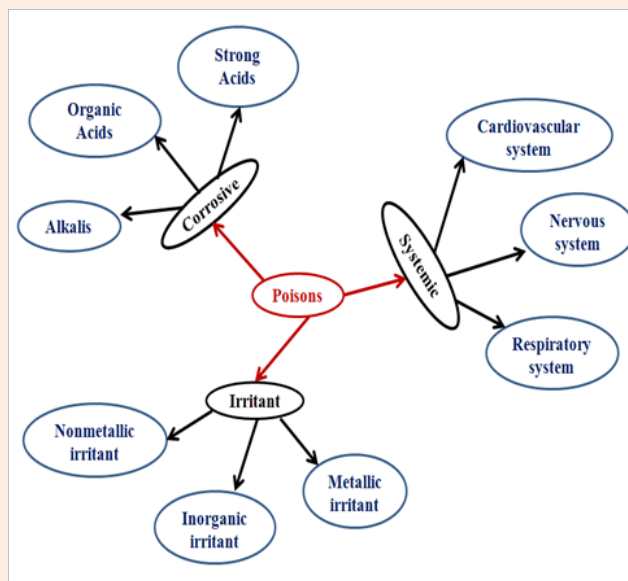 Strong
Acids
Organic
Acids
Alkalis
Corrosive
Cardiovascular
system
Nervous
system
Systemic
Respiratory
system
Poisons
Irritant
Nonmetallic
irritant
Metallic
irritant
Inorganic
irritant